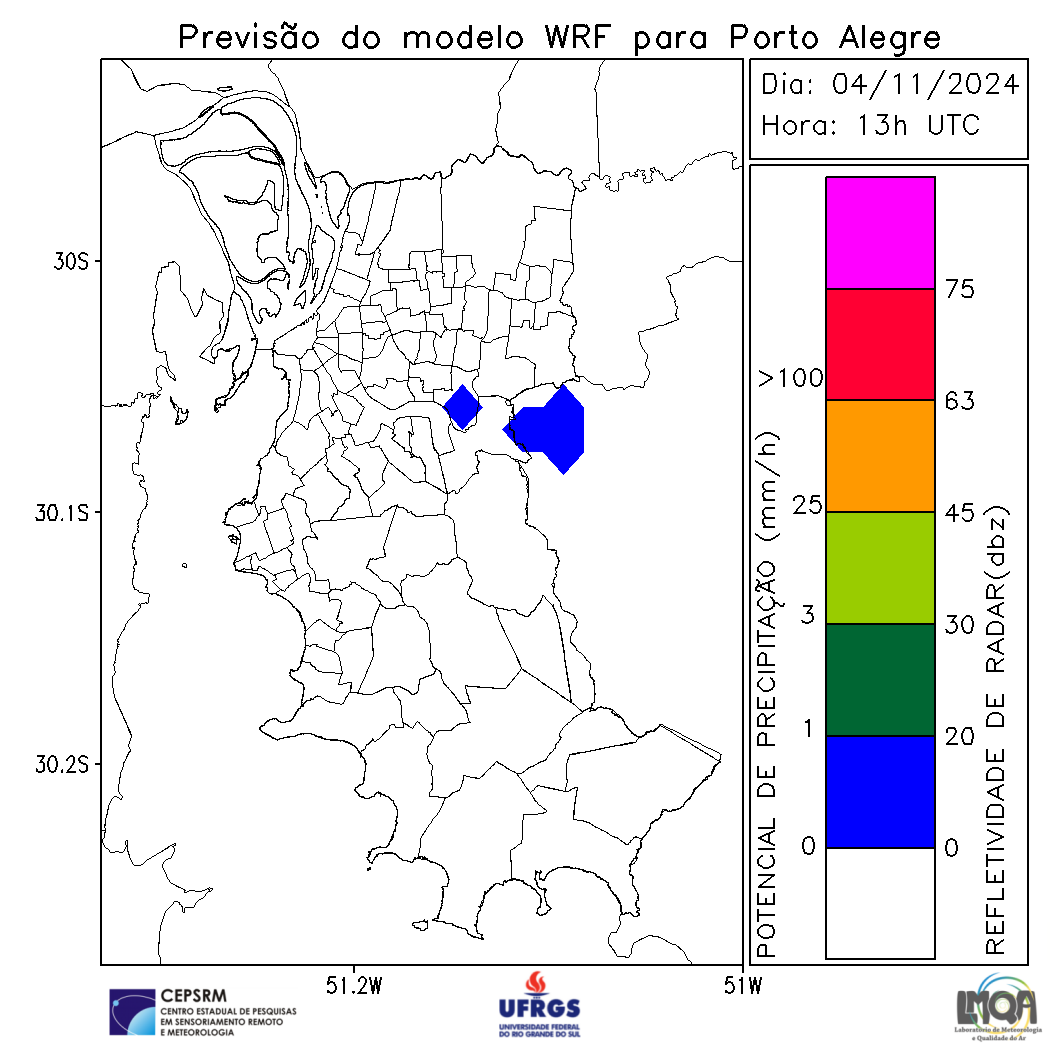 Previsão do modelo WRF para Porto Alegre
Dia: 04/11/2024
Hora: 13h UTC
30S
30.1S
30.2S
51.2W
51W
POTENCIAL DE PRECIPITAÇÃO (mm/h)
>100
25
3
1
0
75
63
45
30
20
0
REFLETIVIDADE DE RADAR(dbz)
CEPSRM
CENTRO ESTADUAL DE PESQUISAS
EM SENSORIAMENTO REMOTO
E METEOROLOGIA
UFRGS
UNIVERSIDADE FEDERAL
DO RIO GRANDE DO SUL
LMQA
Laboratório de Meteorologia
e Qualidade do Ar